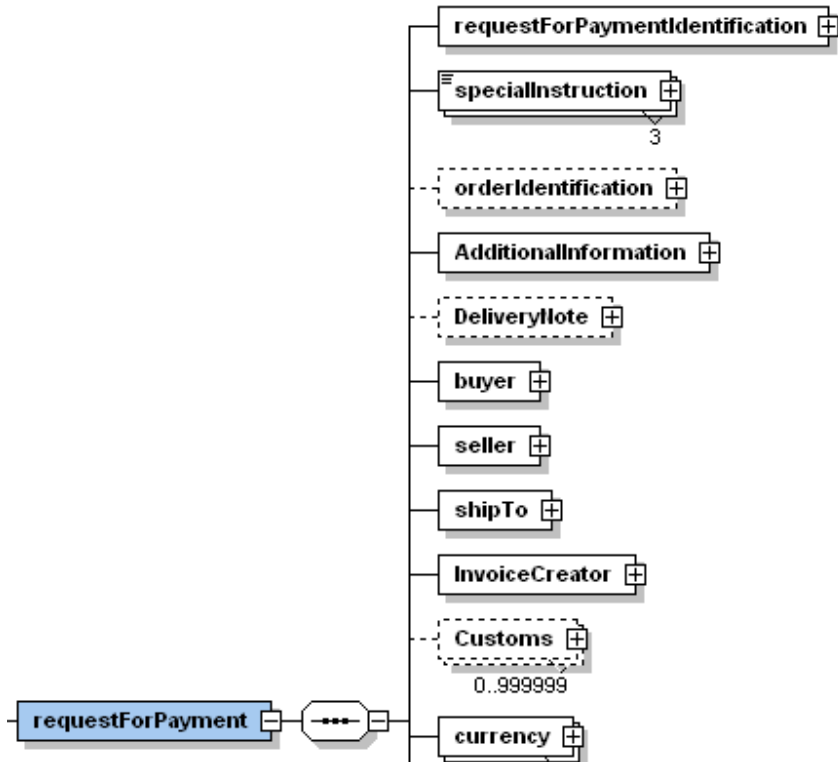 requestForPaymentIdentification
specialInstruction
3
orderIdentification
AdditionalInformation
DeliveryNote
buyer
seller
shipTo
InvoiceCreator
Customs
0..999999
requestForPayment
currency